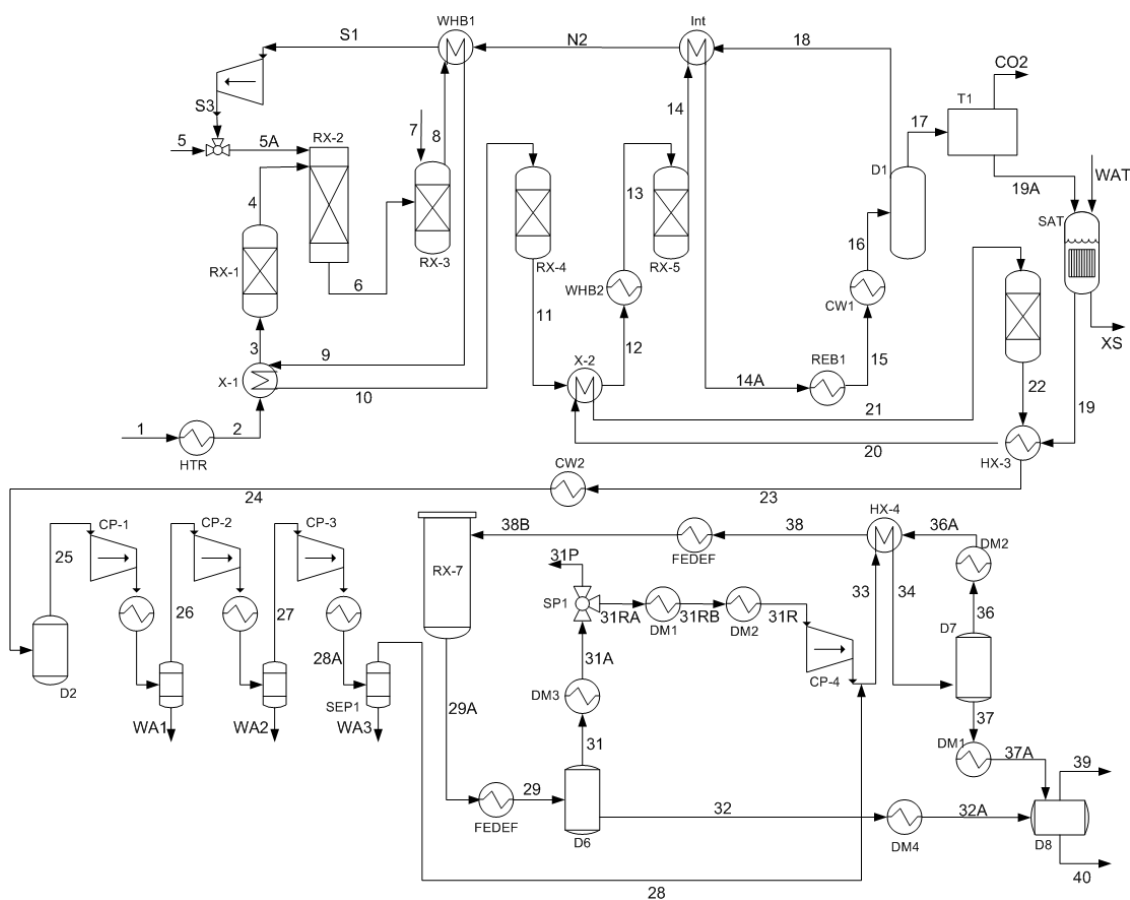 WHB1
Int
S1
N2
18
CO2
S3
T1
5
5A
RX-2
7
8
14
17
D1
WAT
4
13
19A
SAT
RX-1
RX-3
RX-4
RX-5
16
6
WHB2
CW1
XS
3
9
11
12
REB1
15
X-1
10
X-2
14A
21
22
19
1
2
HTR
20
HX-3
CW2
24
23
CP-1
CP-2
CP-3
25
RX-7
38B
38
HX-4
36A
FEDEF
DM2
31P
SP1
31RA
31RB
31R
33
34
DM1
DM2
36
D7
26
27
28A
31A
CP-4
D2
SEP1
29A
DM3
37
WA1
WA2
WA3
31
DM1
37A
39
29
32
32A
FEDEF
D6
DM4
D8
28
40